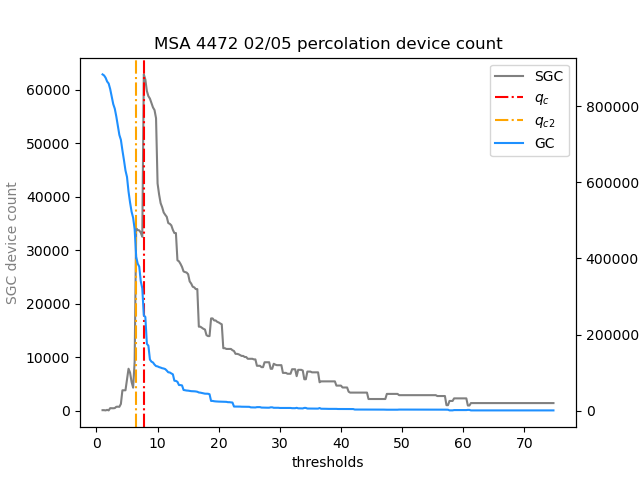 MSA 4472 02/05 percolation device count
SGC
q_c
q_c2
GC
SGC device count
60000
50000
40000
30000
20000
10000
0
800000
600000
400000
200000
0
0 10 20 30 40 50 60 70
thresholds